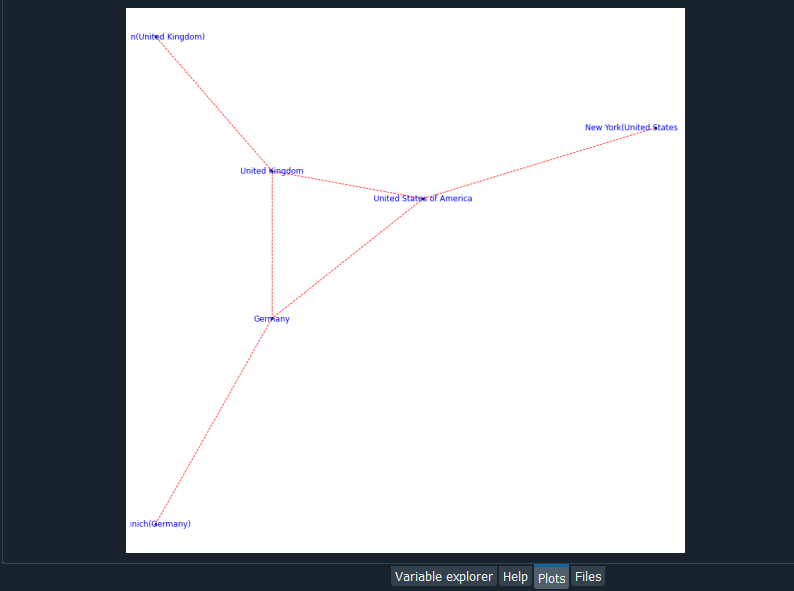 n(United Kingdom)
New York(United States
United Kingdom
United States of America
Germany
nich(Germany)
Variable explorer
Help
Plots
Files